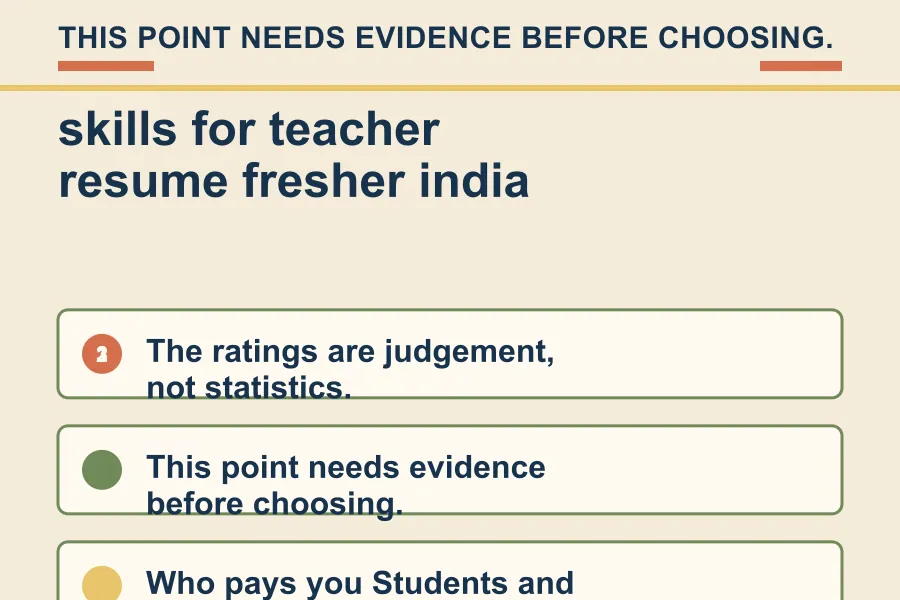 THIS POINT NEEDS EVIDENCE BEFORE CHOOSING.
skills for teacher
resume fresher india
The ratings are judgement,
not statistics.
This point needs evidence
before choosing.
Who pays you Students and